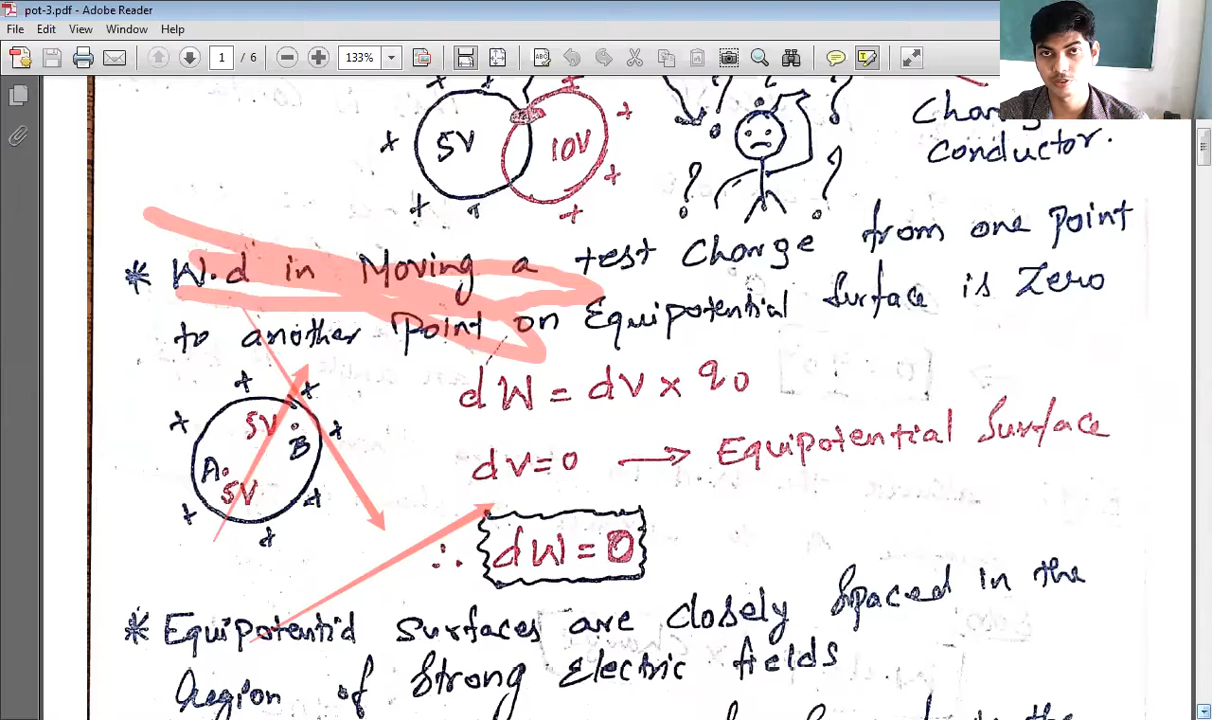 pot-3.pdf - Adobe Reader
File Edit View Window Help
1 / 6 133%
5V 10V
? ? ? ? ? ?
conductor.
* W.d in Moving a test Charge from one Point
to another Point on Equipotential Surface is Zero
dW = dV × q0
5V
B
A
5V
dV=0 → Equipotential Surface
∴ dW = 0
* Equipotential surfaces are closely spaced in the
Region of Strong Electric fields